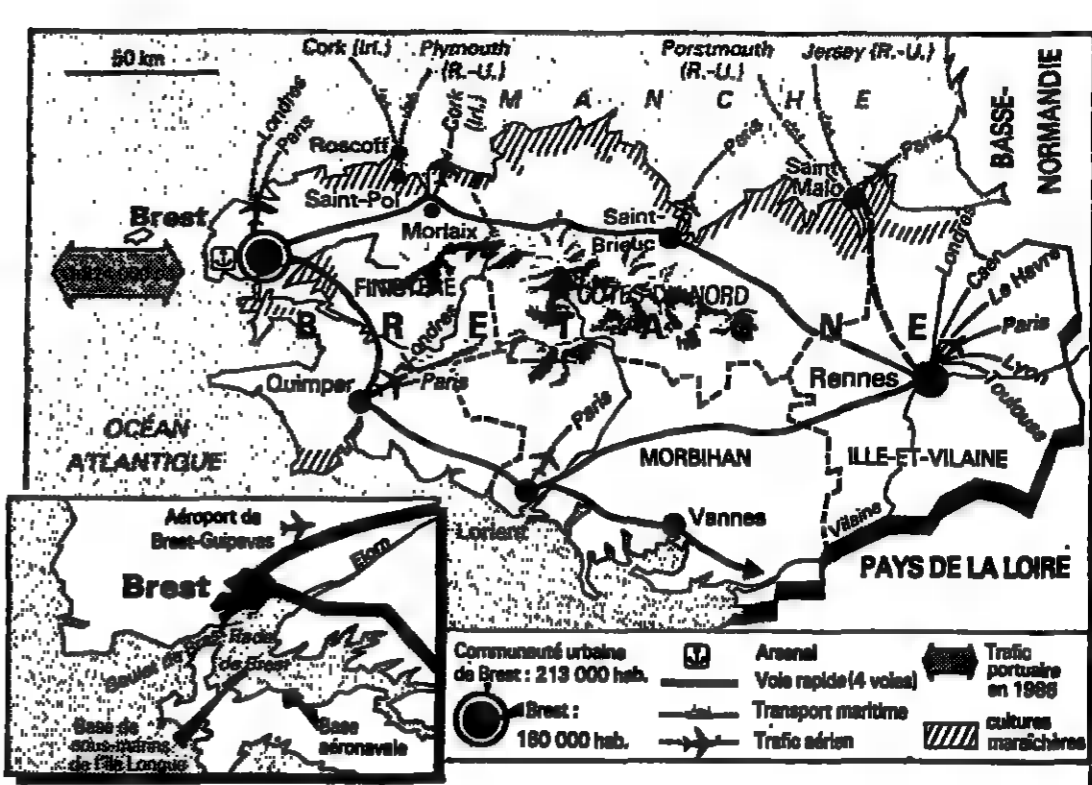 50 km
Cork (Irl.)
Plymouth
(R.-U.)
Porstmouth
(R.-U.)
Jersey (R.-U.)
Londres
Paris
Cork
(Irl.)
M A N C H E
Paris
Paris
BASSE-
NORMANDIE
Roscoff
Saint-Pol
Morlaix
Saint-
Brieuc
Saint-
Malo
Brest
FINISTÈRE
CÔTES-DU-NORD
B R E T A G N E
Londres
Caen
Le Havre
Paris
Lyon
Toulouse
Rennes
Quimper
Londres
Paris
Paris
OCÉAN
ATLANTIQUE
MORBIHAN
ILLE-ET-VILAINE
Lorient
Vannes
Vilaine
PAYS DE LA LOIRE
Aéroport de
Brest-Guipavas
Elorn
Brest
Rade
de Brest
Base de
sous-marins
de l'île Longue
Base
aéronavale
Communauté urbaine
de Brest : 213 000 hab.
Brest :
160 000 hab.
Arsenal
Voie rapide (4 voies)
Transport maritime
Trafic aérien
Trafic
portuaire
en 1986
cultures
maraîchères